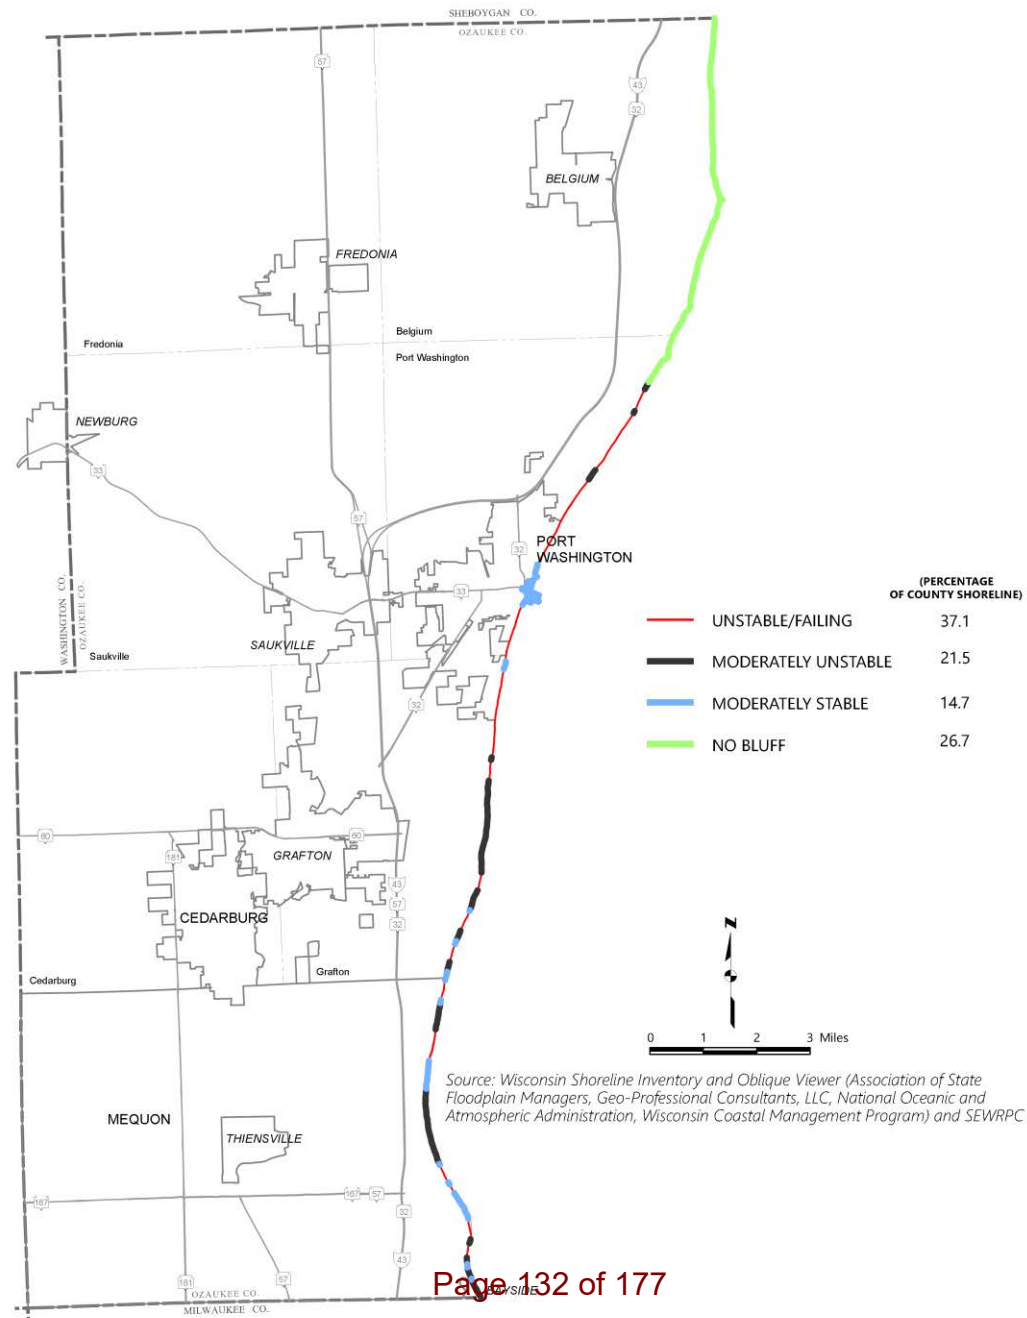 SHEBOYGAN CO.
OZAUKEE CO.
57
43
32
BELGIUM
FREDONIA
Belgium
Fredonia
Port Washington
NEWBURG
33
57
32
PORT
WASHINGTON
33
WASHINGTON CO.
OZAUKEE CO.
SAUKVILLE
Saukville
32
(PERCENTAGE
OF COUNTY SHORELINE)
UNSTABLE/FAILING 37.1
MODERATELY UNSTABLE 21.5
MODERATELY STABLE 14.7
NO BLUFF 26.7
60
60
181
GRAFTON
43
57
32
CEDARBURG
Grafton
Cedarburg
N
0 1 2 3 Miles
Source: Wisconsin Shoreline Inventory and Oblique Viewer (Association of State
Floodplain Managers, Geo-Professional Consultants, LLC, National Oceanic and
Atmospheric Administration, Wisconsin Coastal Management Program) and SEWRPC
MEQUON
THIENSVILLE
167
167
57
32
43
181
57
OZAUKEE CO.
MILWAUKEE CO.
BAYSIDE
Page 132 of 177